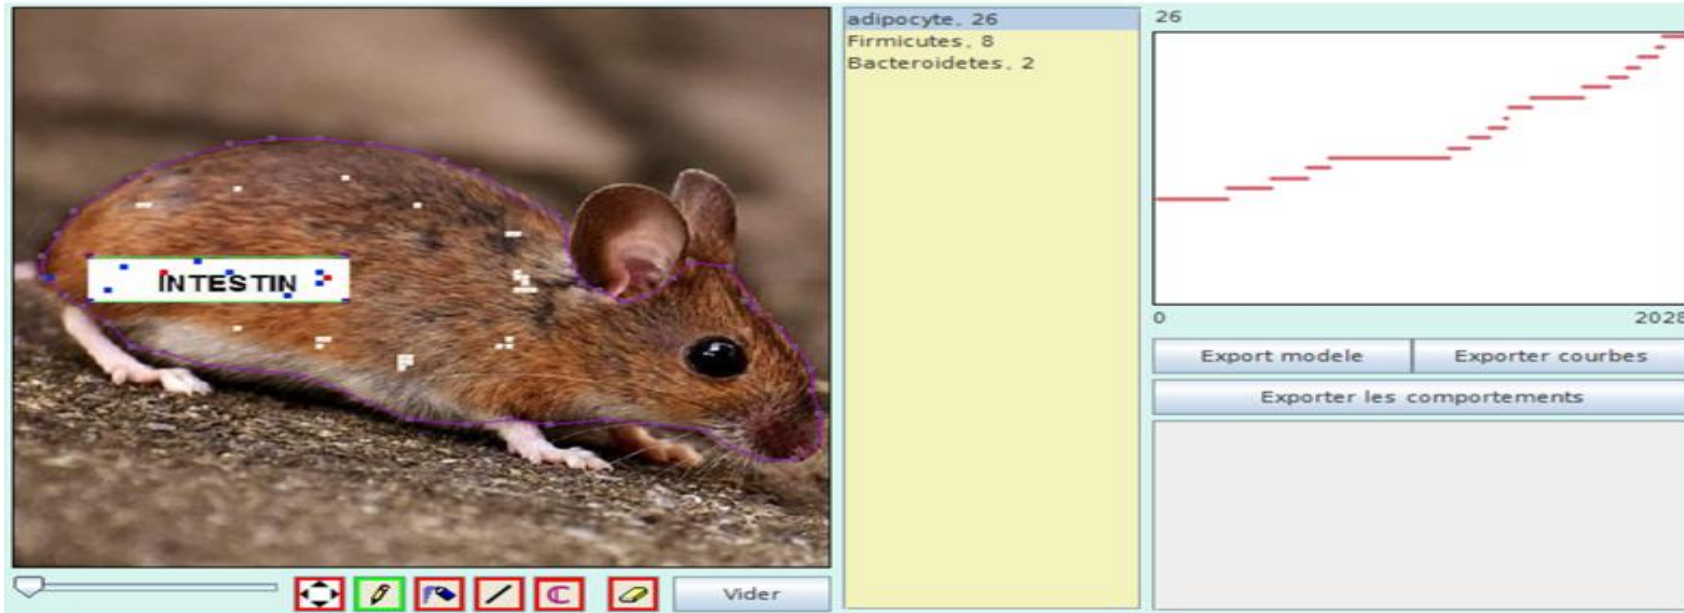 adipocyte, 26
Firmicutes, 8
Bacteroidetes, 2
26
INTESTIN
0 2028
Export modele
Exporter courbes
Exporter les comportements
Vider